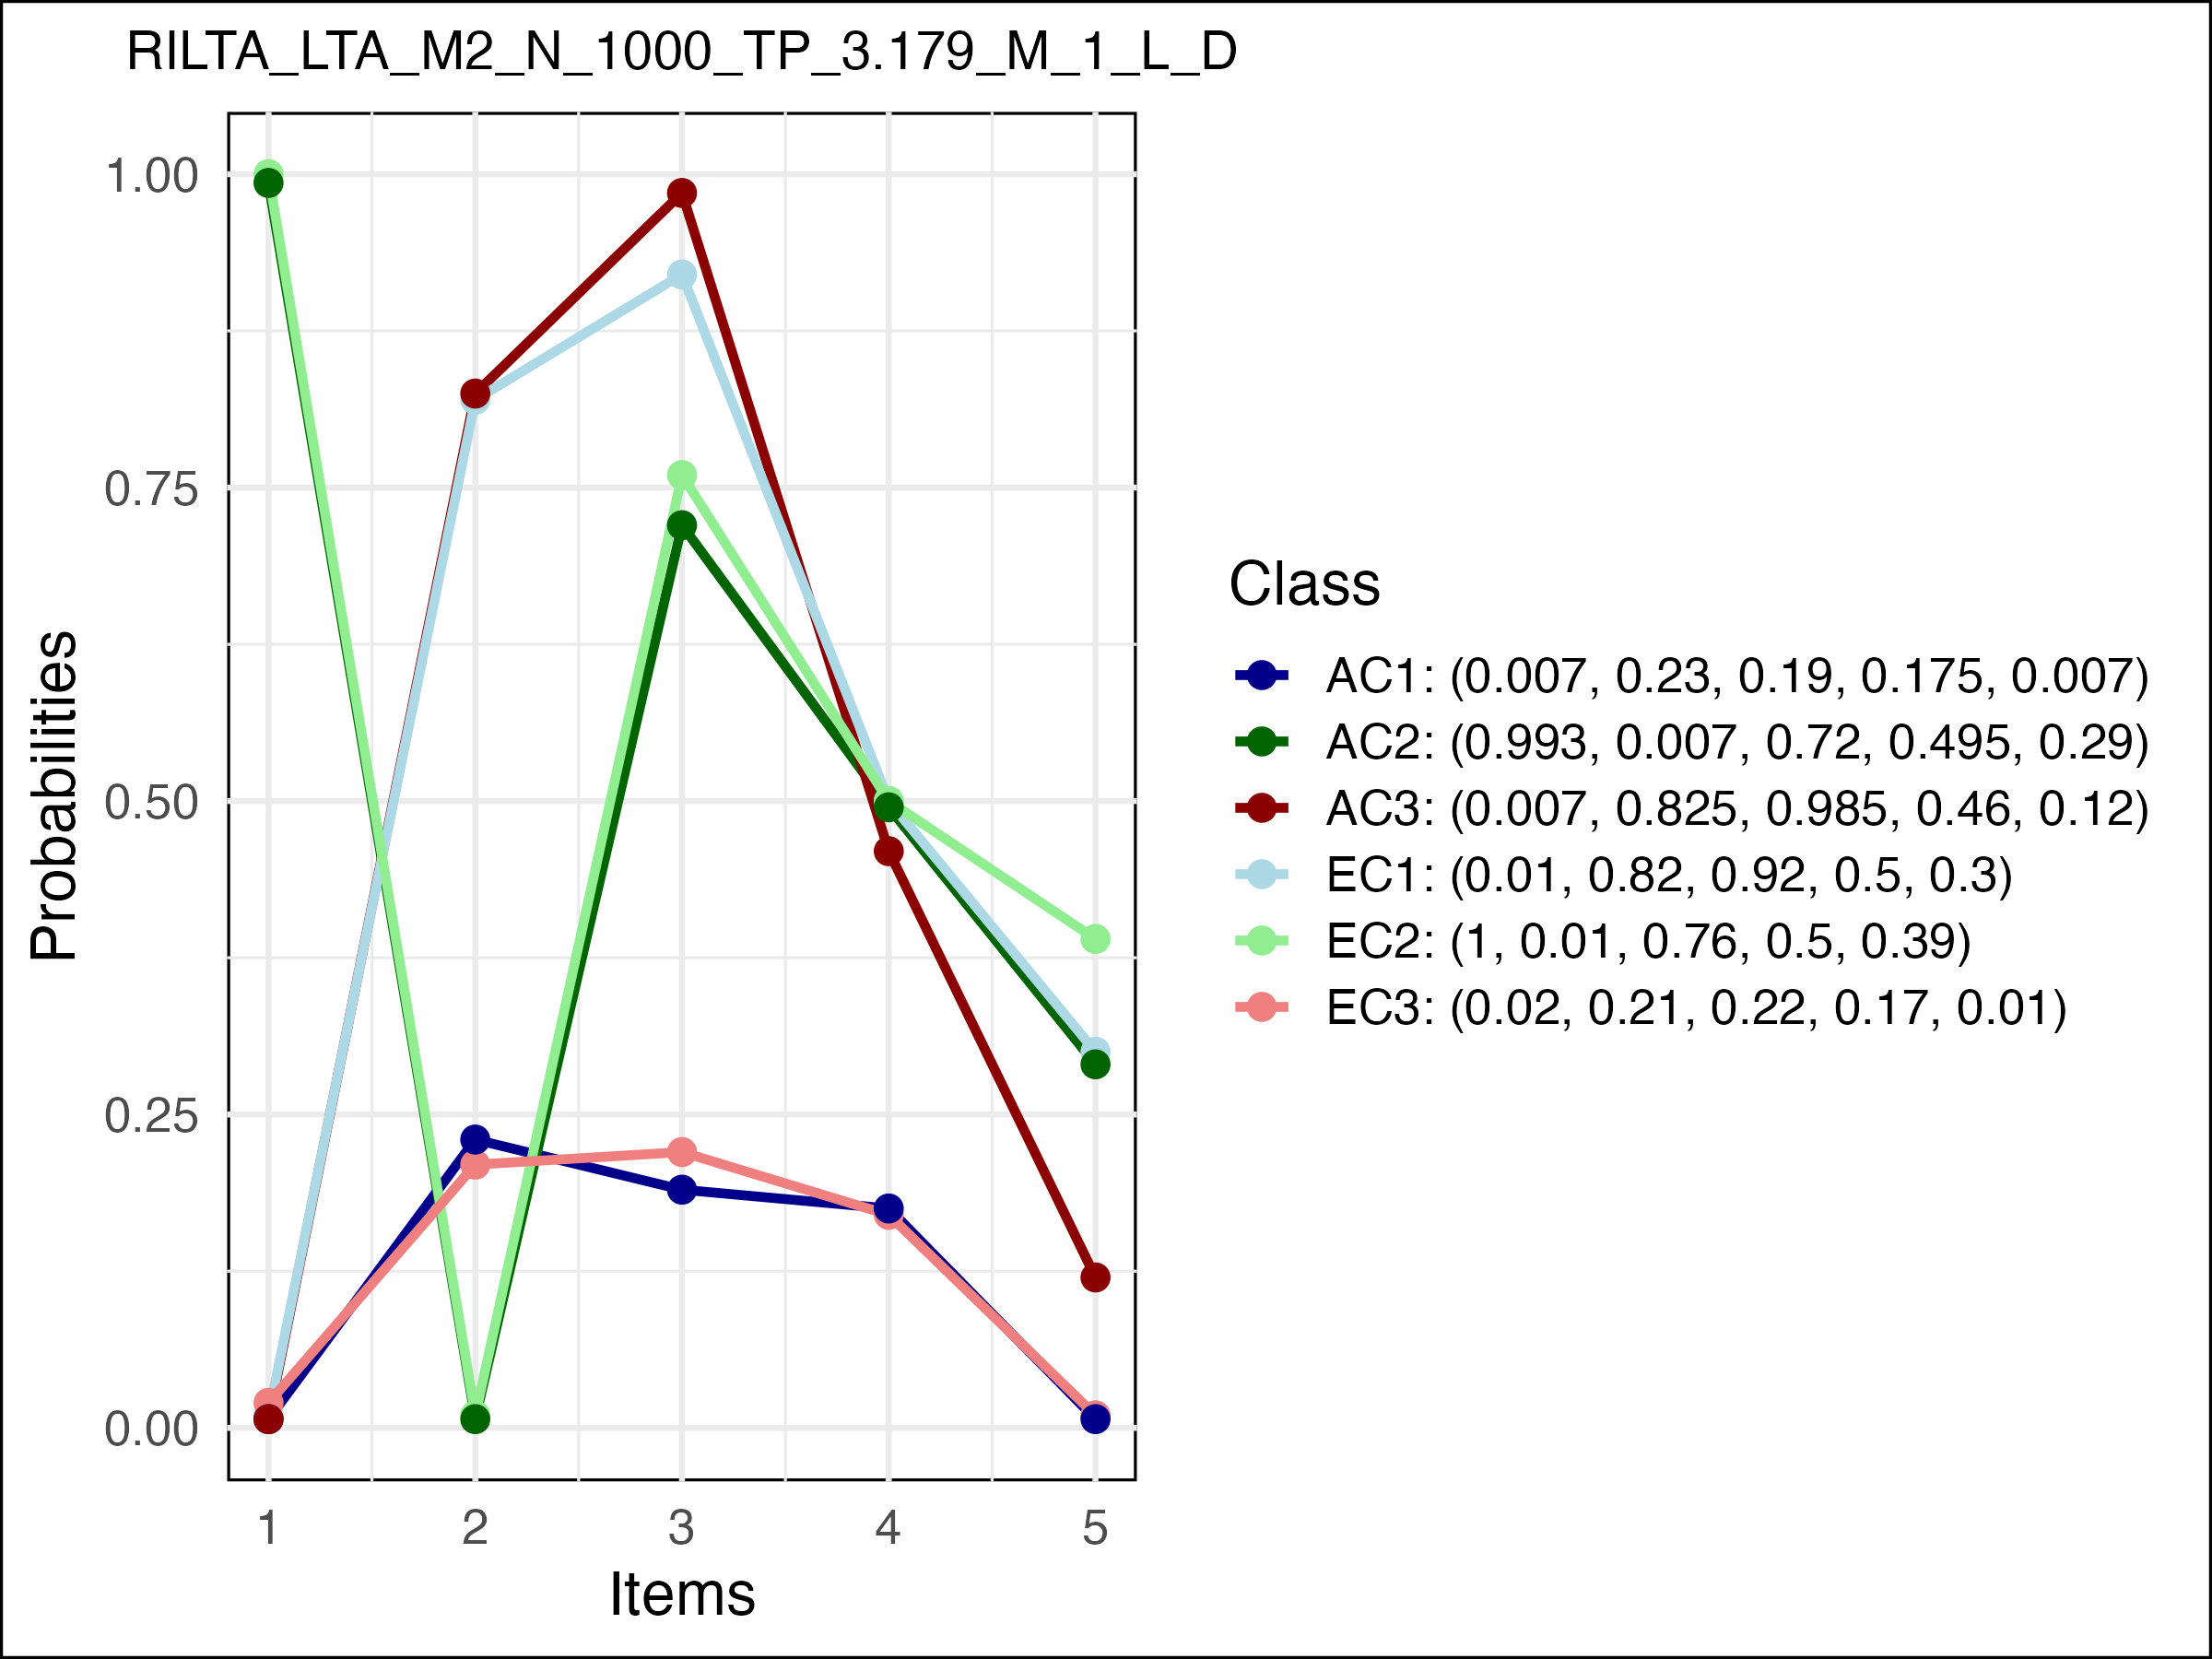 RILTA_LTA_M2_N_1000_TP_3.179_M_1_L_D
1.00
0.75
0.50
0.25
0.00
Probabilities
1 2 3 4 5
Items
Class
AC1: (0.007, 0.23, 0.19, 0.175, 0.007)
AC2: (0.993, 0.007, 0.72, 0.495, 0.29)
AC3: (0.007, 0.825, 0.985, 0.46, 0.12)
EC1: (0.01, 0.82, 0.92, 0.5, 0.3)
EC2: (1, 0.01, 0.76, 0.5, 0.39)
EC3: (0.02, 0.21, 0.22, 0.17, 0.01)